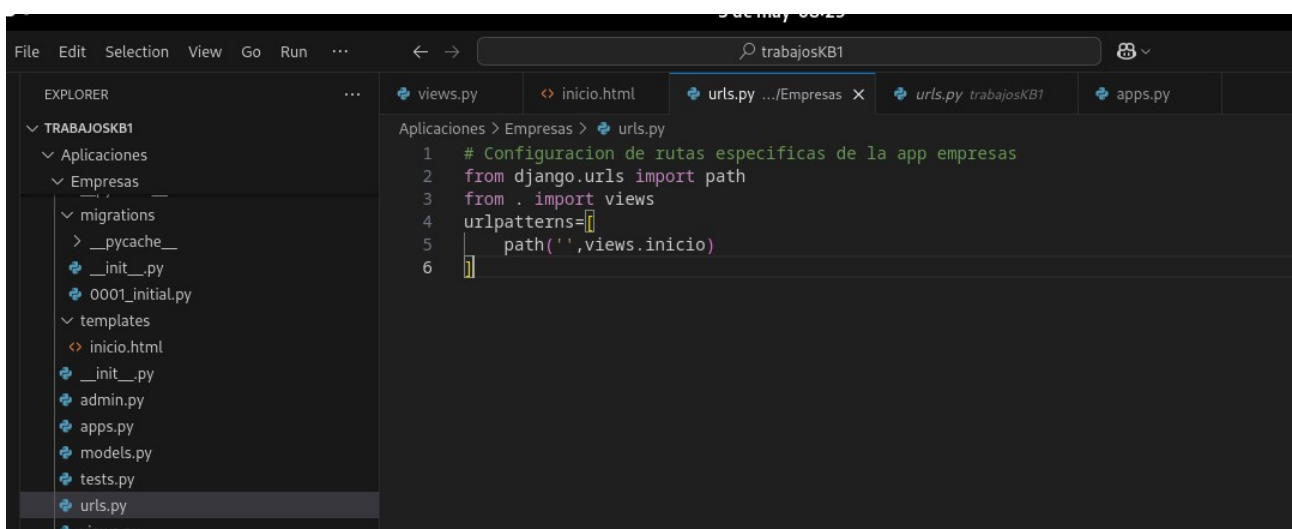 File Edit Selection View Go Run ... trabajosKB1
EXPLORER ...
views.py inicio.html urls.py .../Empresas urls.py trabajosKB1 apps.py
TRABAJOSKB1
Aplicaciones
Empresas
migrations
__pycache__
__init__.py
0001_initial.py
templates
inicio.html
__init__.py
admin.py
apps.py
models.py
tests.py
urls.py
Aplicaciones > Empresas > urls.py
1 # Configuracion de rutas especificas de la app empresas
2 from django.urls import path
3 from . import views
4 urlpatterns=[
5 path('',views.inicio)
6 ]